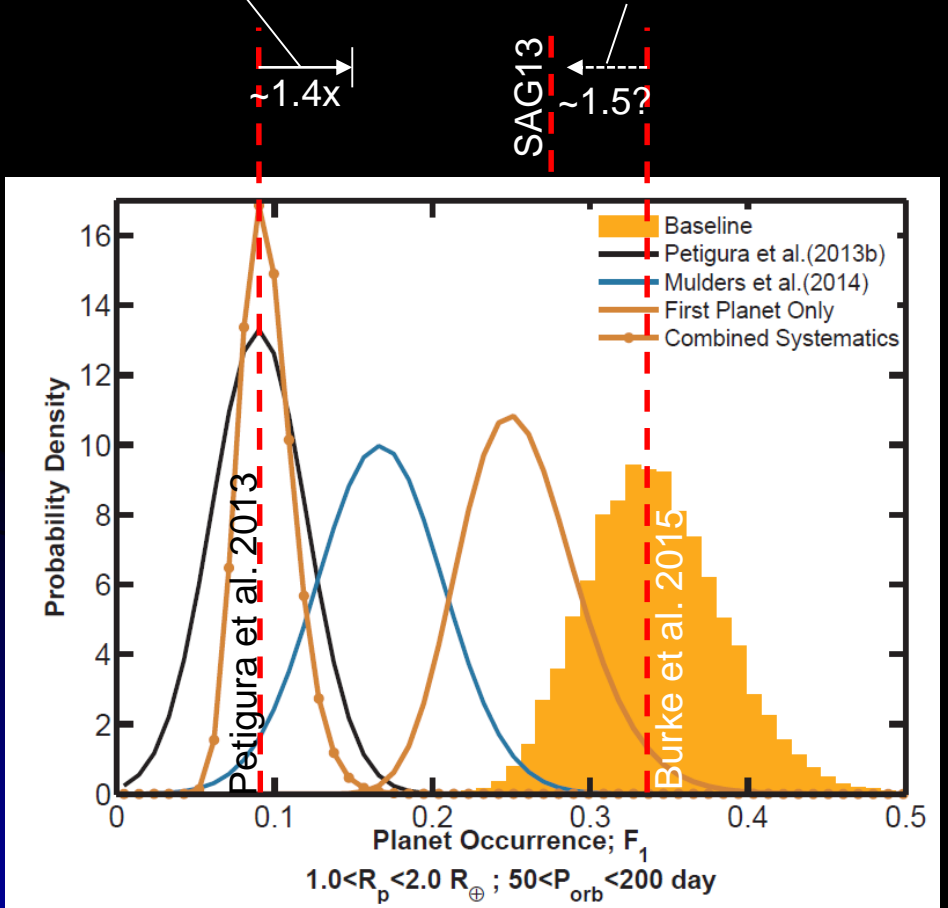 ~1.4x
SAG13
~1.5?
Baseline
Petigura et al.(2013b)
Mulders et al.(2014)
First Planet Only
Combined Systematics
Probability Density
16
14
12
10
8
6
4
2
0
Petigura et al. 2013
Burke et al. 2015
0 0.1 0.2 0.3 0.4 0.5
Planet Occurrence; F₁
1.0<Rₚ<2.0 R⊕ ; 50<Pₒᵣb<200 day